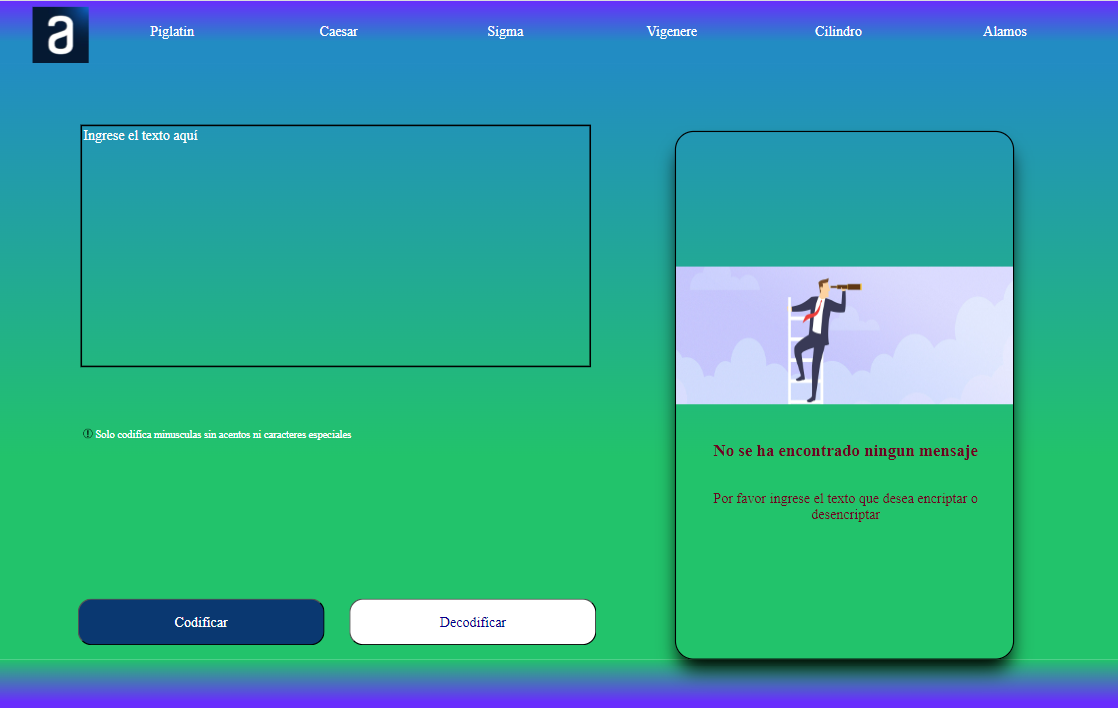 a
Piglatin
Caesar
Sigma
Vigenere
Cilindro
Alamos
Ingrese el texto aquí
Solo codifica minusculas sin acentos ni caracteres especiales
No se ha encontrado ningun mensaje
Por favor ingrese el texto que desea encriptar o
desencriptar
Codificar
Decodificar